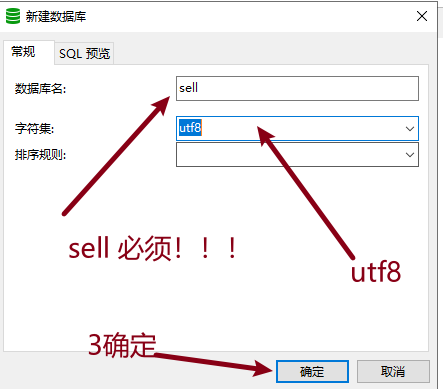 新建数据库
常规
SQL 预览
数据库名:
sell
字符集:
utf8
排序规则:
sell 必须！！！
utf8
3确定
确定
取消